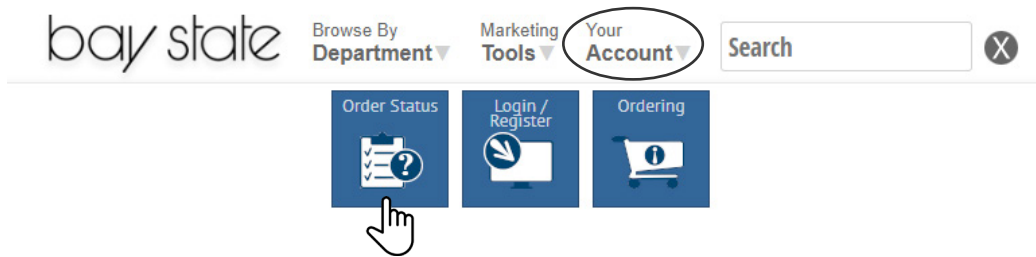 bay state
Browse By
Department
Marketing
Tools
Your
Account
Search
X
Order Status
?
Login /
Register
Ordering
i